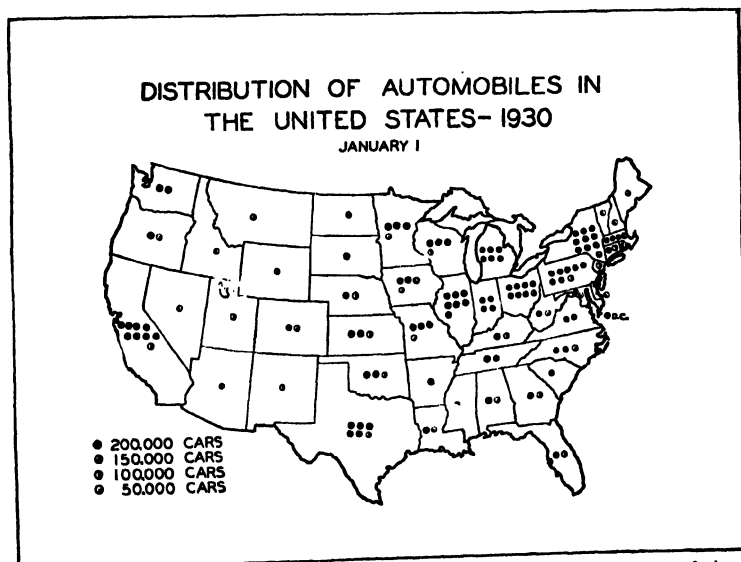 DISTRIBUTION OF AUTOMOBILES IN
THE UNITED STATES- 1930
JANUARY 1
D.C.
200,000 CARS
150,000 CARS
100,000 CARS
50,000 CARS